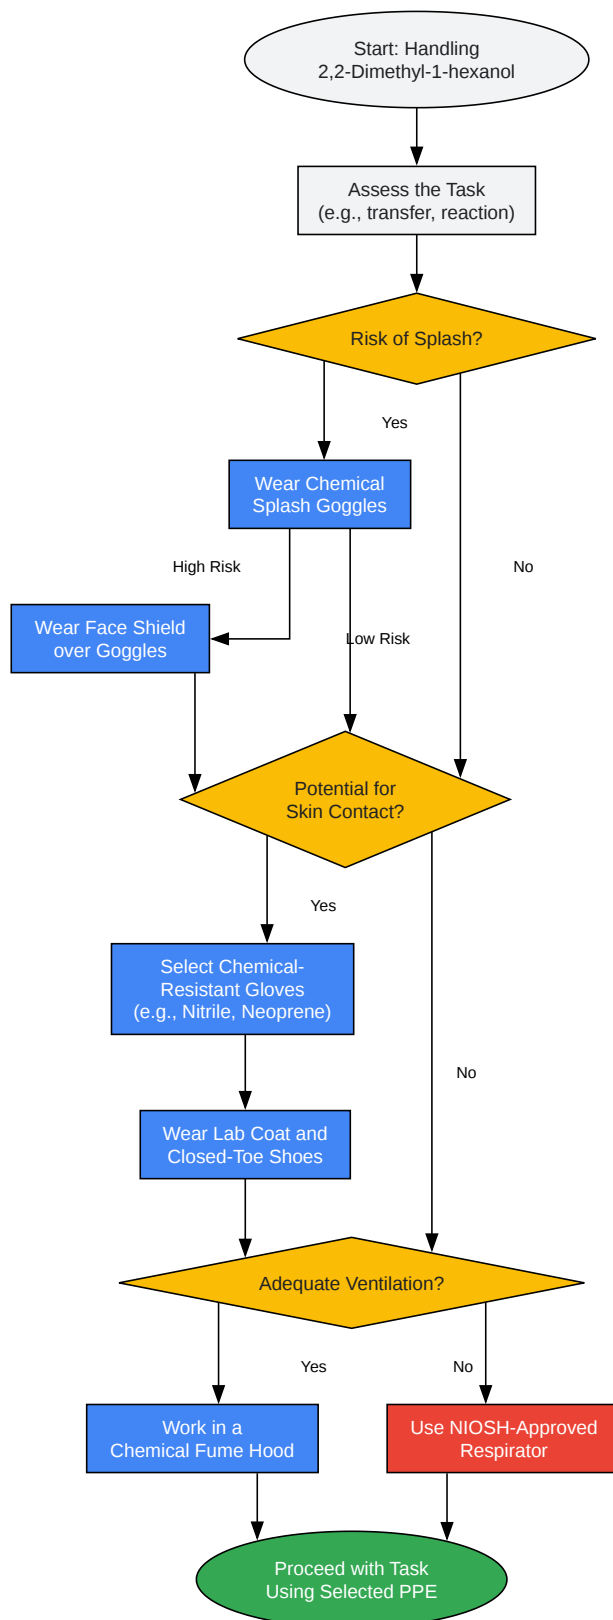 Start: Handling
2,2-Dimethyl-1-hexanol
Assess the Task
(e.g., transfer, reaction)
Risk of Splash?
Yes
Wear Chemical
Splash Goggles
High Risk
No
Wear Face Shield
over Goggles
Low Risk
Potential for
Skin Contact?
Yes
Select Chemical-
Resistant Gloves
(e.g., Nitrile, Neoprene)
No
Wear Lab Coat and
Closed-Toe Shoes
Adequate Ventilation?
Yes
No
Work in a
Chemical Fume Hood
Use NIOSH-Approved
Respirator
Proceed with Task
Using Selected PPE